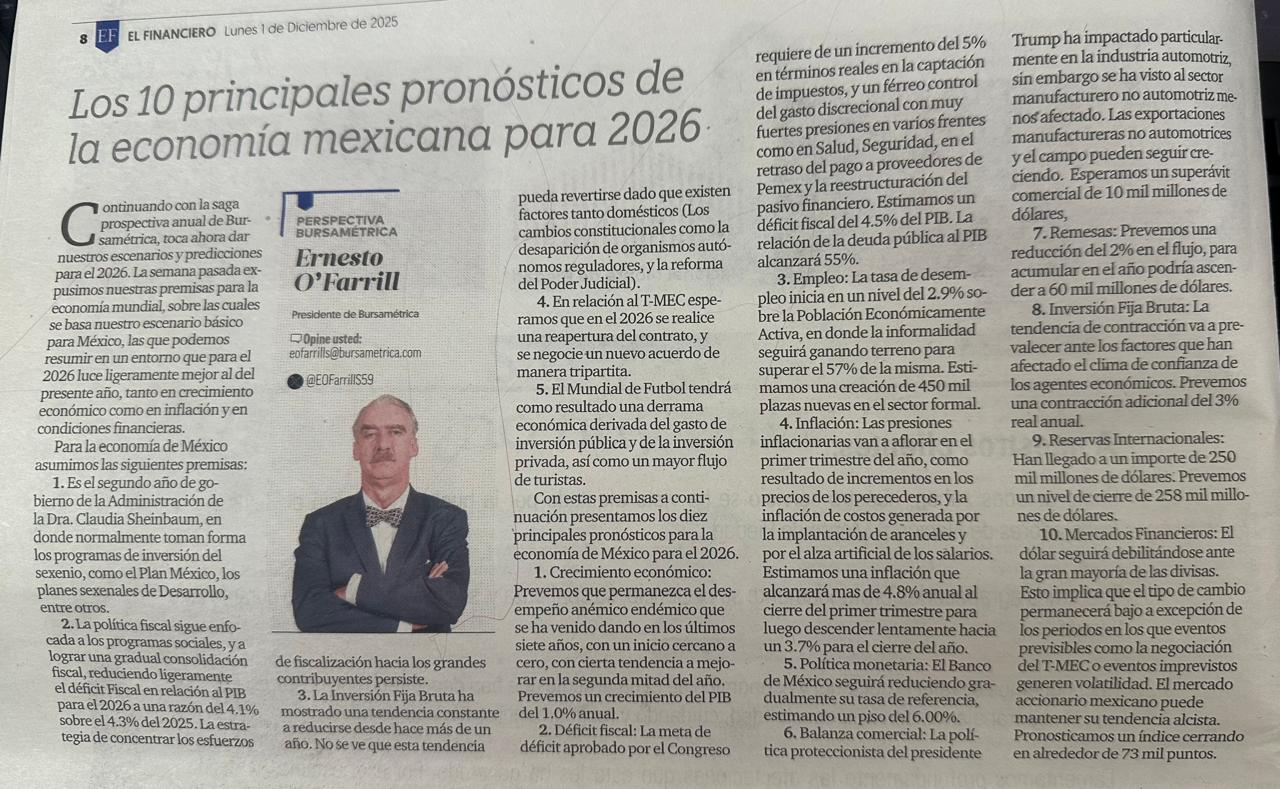 8 EF EL FINANCIERO Lunes 1 de Diciembre de 2025
Los 10 principales pronósticos de
la economía mexicana para 2026
Continuando con la saga
prospectiva anual de Bur-
samétrica, toca ahora dar
nuestros escenarios y predicciones
para el 2026. La semana pasada ex-
pusimos nuestras premisas para la
economía mundial, sobre las cuales
se basa nuestro escenario básico
para México, las que podemos
resumir en un entorno que para el
2026 luce ligeramente mejor al del
presente año, tanto en crecimiento
económico como en inflación y en
condiciones financieras.
Para la economía de México
asumimos las siguientes premisas:
1. Es el segundo año de go-
bierno de la Administración de
la Dra. Claudia Sheinbaum, en
donde normalmente toman forma
los programas de inversión del
sexenio, como el Plan México, los
planes sexenales de Desarrollo,
entre otros.
2. La política fiscal sigue enfo-
cada a los programas sociales, y a
lograr una gradual consolidación
fiscal, reduciendo ligeramente
el déficit Fiscal en relación al PIB
para el 2026 a una razón del 4.1%
sobre el 4.3% del 2025. La estra-
tegia de concentrar los esfuerzos
PERSPECTIVA
BURSAMÉTRICA
Ernesto
O'Farrill
Presidente de Bursamétrica
Opine usted:
eofarrills@bursametrica.com
@EOFarrillS59
de fiscalización hacia los grandes
contribuyentes persiste.
3. La Inversión Fija Bruta ha
mostrado una tendencia constante
a reducirse desde hace más de un
año. No se ve que esta tendencia
pueda revertirse dado que existen
factores tanto domésticos (Los
cambios constitucionales como la
desaparición de organismos autó-
nomos reguladores, y la reforma
del Poder Judicial).
4. En relación al T-MEC espe-
ramos que en el 2026 se realice
una reapertura del contrato, y
se negocie un nuevo acuerdo de
manera tripartita.
5. El Mundial de Futbol tendrá
como resultado una derrama
económica derivada del gasto de
inversión pública y de la inversión
privada, así como un mayor flujo
de turistas.
Con estas premisas a conti-
nuación presentamos los diez
principales pronósticos para la
economía de México para el 2026.
1. Crecimiento económico:
Prevemos que permanezca el des-
empeño anémico endémico que
se ha venido dando en los últimos
siete años, con un inicio cercano a
cero, con cierta tendencia a mejo-
rar en la segunda mitad del año.
Prevemos un crecimiento del PIB
del 1.0% anual.
2. Déficit fiscal: La meta de
déficit aprobado por el Congreso
requiere de un incremento del 5%
en términos reales en la captación
de impuestos, y un férreo control
del gasto discrecional con muy
fuertes presiones en varios frentes
como en Salud, Seguridad, en el
retraso del pago a proveedores de
Pemex y la reestructuración del
pasivo financiero. Estimamos un
déficit fiscal del 4.5% del PIB. La
relación de la deuda pública al PIB
alcanzará 55%.
3. Empleo: La tasa de desem-
pleo inicia en un nivel del 2.9% so-
bre la Población Económicamente
Activa, en donde la informalidad
seguirá ganando terreno para
superar el 57% de la misma. Esti-
mamos una creación de 450 mil
plazas nuevas en el sector formal.
4. Inflación: Las presiones
inflacionarias van a aflorar en el
primer trimestre del año, como
resultado de incrementos en los
precios de los perecederos, y la
inflación de costos generada por
la implantación de aranceles y
por el alza artificial de los salarios.
Estimamos una inflación que
alcanzará mas de 4.8% anual al
cierre del primer trimestre para
luego descender lentamente hacia
un 3.7% para el cierre del año.
5. Política monetaria: El Banco
de México seguirá reduciendo gra-
dualmente su tasa de referencia,
estimando un piso del 6.00%.
6. Balanza comercial: La polí-
tica proteccionista del presidente
Trump ha impactado particular-
mente en la industria automotriz,
sin embargo se ha visto al sector
manufacturero no automotriz me-
nos afectado. Las exportaciones
manufactureras no automotrices
y el campo pueden seguir cre-
ciendo. Esperamos un superávit
comercial de 10 mil millones de
dólares,
7. Remesas: Prevemos una
reducción del 2% en el flujo, para
acumular en el año podría ascen-
der a 60 mil millones de dólares.
8. Inversión Fija Bruta: La
tendencia de contracción va a pre-
valecer ante los factores que han
afectado el clima de confianza de
los agentes económicos. Prevemos
una contracción adicional del 3%
real anual.
9. Reservas Internacionales:
Han llegado a un importe de 250
mil millones de dólares. Prevemos
un nivel de cierre de 258 mil millo-
nes de dólares.
10. Mercados Financieros: El
dólar seguirá debilitándose ante
la gran mayoría de las divisas.
Esto implica que el tipo de cambio
permanecerá bajo a excepción de
los periodos en los que eventos
previsibles como la negociación
del T-MEC o eventos imprevistos
generen volatilidad. El mercado
accionario mexicano puede
mantener su tendencia alcista.
Pronosticamos un índice cerrando
en alrededor de 73 mil puntos.